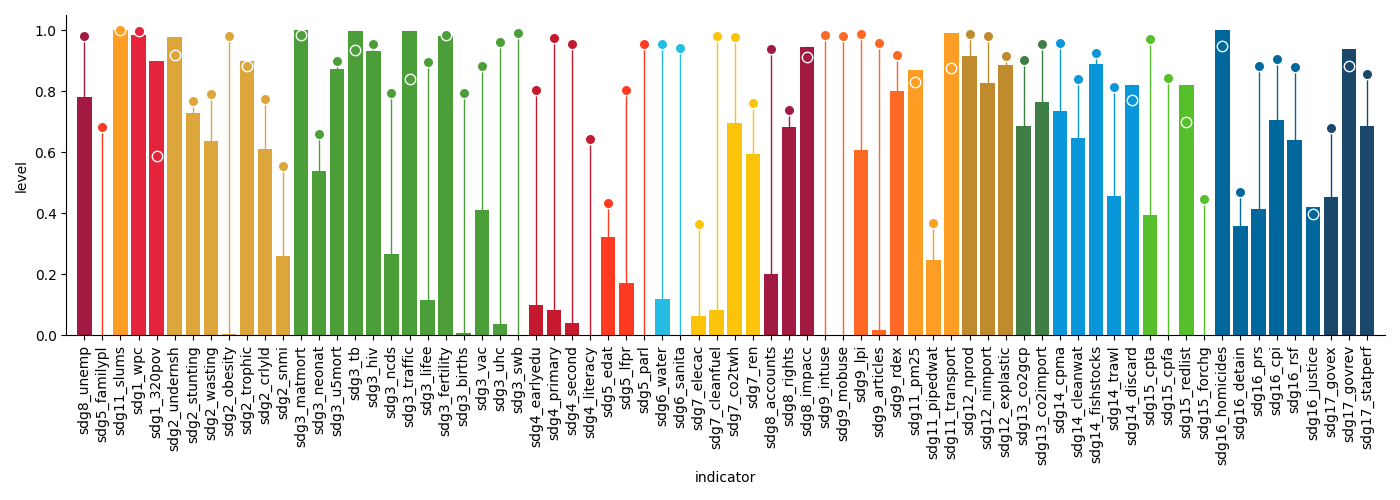 level
1.0
0.8
0.6
0.4
0.2
0.0
sdg8_unemp
sdg5_familypl
sdg11_slums
sdg1_wpc
sdg1_320pov
sdg2_undernsh
sdg2_stunting
sdg2_wasting
sdg2_obesity
sdg2_trophic
sdg2_crlyld
sdg2_snmi
sdg3_matmort
sdg3_neonat
sdg3_u5mort
sdg3_tb
sdg3_hiv
sdg3_ncds
sdg3_traffic
sdg3_lifee
sdg3_fertility
sdg3_births
sdg3_vac
sdg3_uhc
sdg3_swb
sdg4_earlyedu
sdg4_primary
sdg4_second
sdg4_literacy
sdg5_edat
sdg5_lfpr
sdg5_parl
sdg6_water
sdg6_sanita
sdg7_elecac
sdg7_cleanfuel
sdg7_co2twh
sdg7_ren
sdg8_accounts
sdg8_rights
sdg8_impacc
sdg9_intuse
sdg9_mobuse
sdg9_lpi
sdg9_articles
sdg9_rdex
sdg11_pm25
sdg11_pipedwat
sdg11_transport
sdg12_nprod
sdg12_nimport
sdg12_explastic
sdg13_co2gcp
sdg13_co2import
sdg14_cpma
sdg14_cleanwat
sdg14_fishstocks
sdg14_trawl
sdg14_discard
sdg15_cpta
sdg15_cpfa
sdg15_redlist
sdg15_forchg
sdg16_homicides
sdg16_detain
sdg16_prs
sdg16_cpi
sdg16_rsf
sdg16_justice
sdg17_govex
sdg17_govrev
sdg17_statperf
indicator